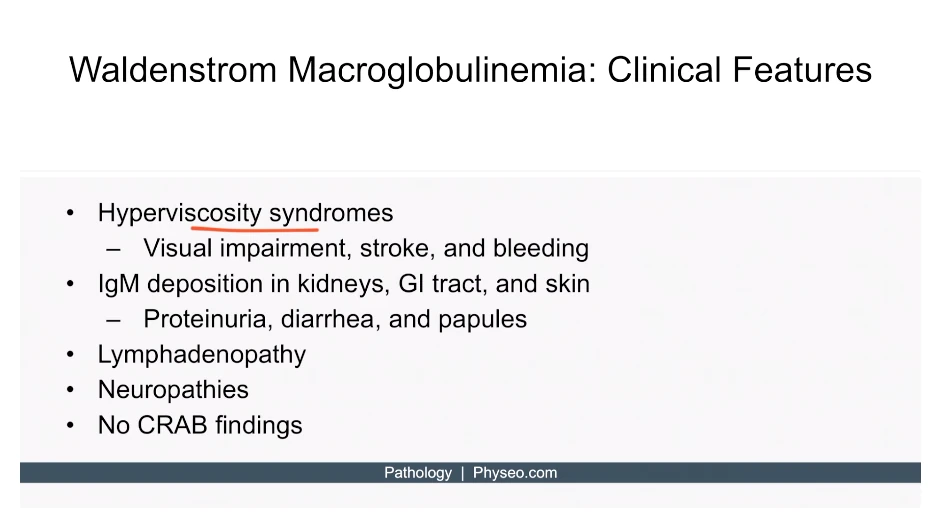 Waldenstrom Macroglobulinemia: Clinical Features
• Hyperviscosity syndromes
– Visual impairment, stroke, and bleeding
• IgM deposition in kidneys, GI tract, and skin
– Proteinuria, diarrhea, and papules
• Lymphadenopathy
• Neuropathies
• No CRAB findings
Pathology | Physeo.com